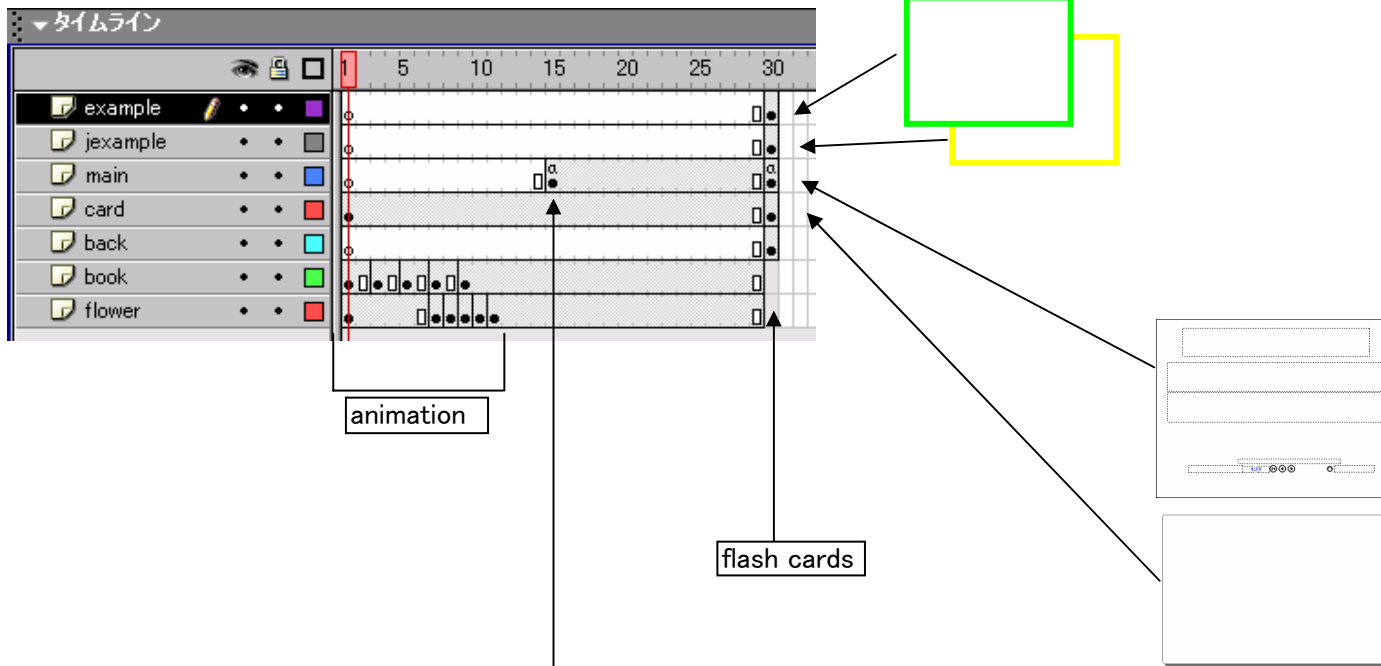 タイムライン
1 5 10 15 20 25 30
example
jexample
main
a a
card
back
book
flower
animation
flash cards